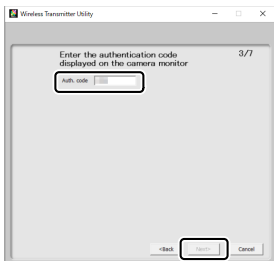 Wireless Transmitter Utility
Enter the authentication code
displayed on the camera monitor
3/7
Auth. code
<Back
Next>
Cancel